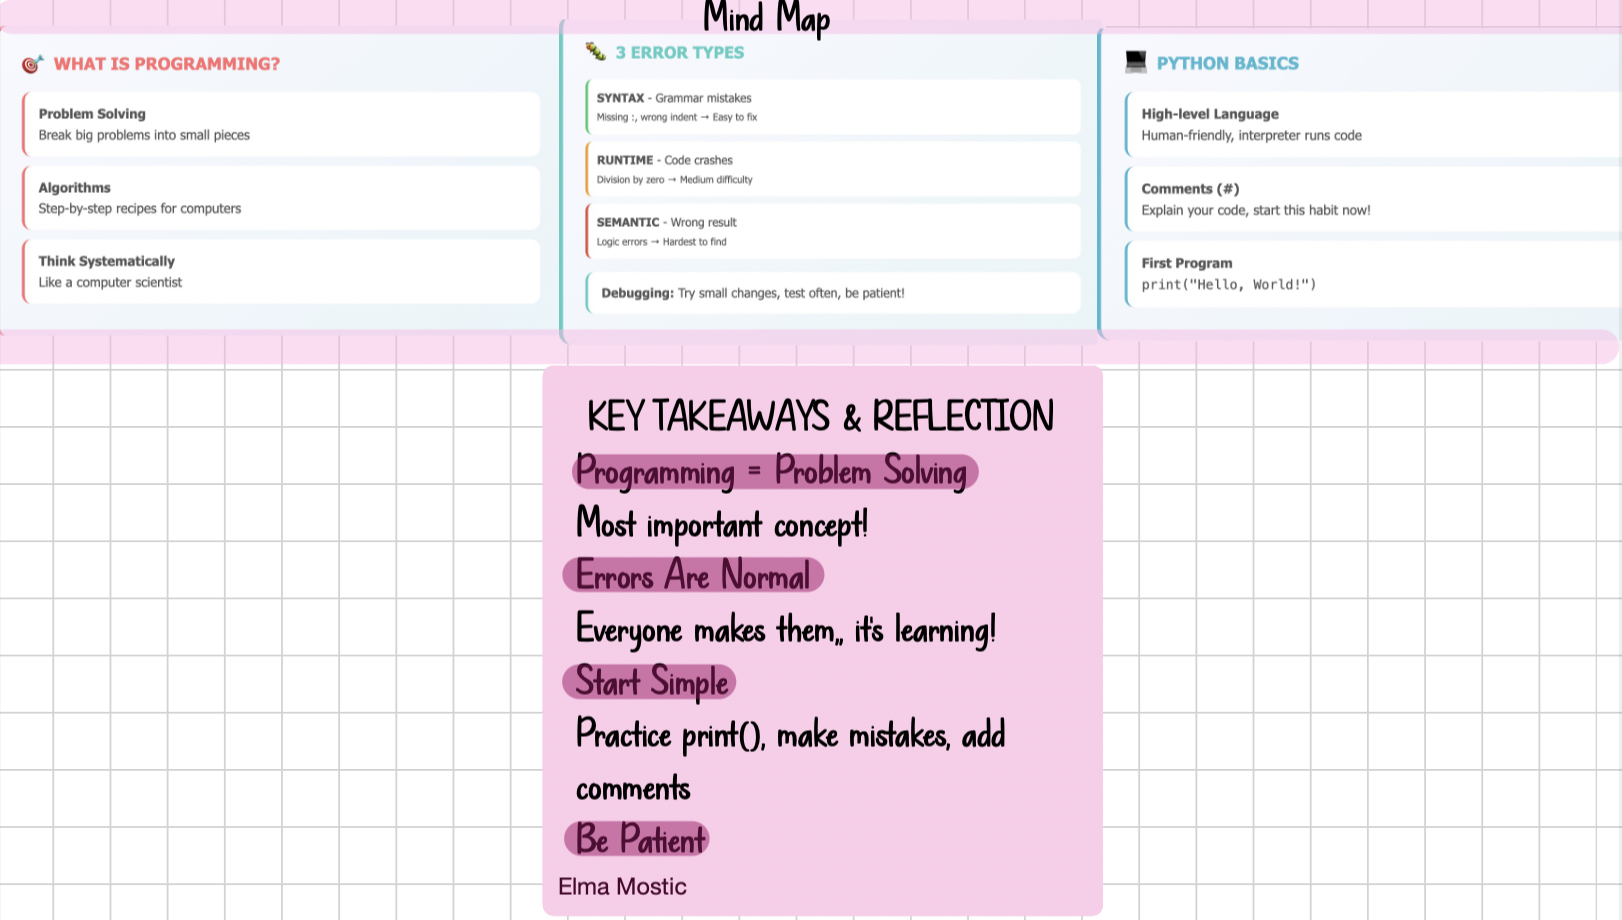 Mind Map
WHAT IS PROGRAMMING?
Problem Solving
Break big problems into small pieces
Algorithms
Step-by-step recipes for computers
Think Systematically
Like a computer scientist
3 ERROR TYPES
SYNTAX - Grammar mistakes
Missing :, wrong indent → Easy to fix
RUNTIME - Code crashes
Division by zero → Medium difficulty
SEMANTIC - Wrong result
Logic errors → Hardest to find
Debugging: Try small changes, test often, be patient!
PYTHON BASICS
High-level Language
Human-friendly, interpreter runs code
Comments (#)
Explain your code, start this habit now!
First Program
print("Hello, World!")
KEY TAKEAWAYS & REFLECTION
Programming = Problem Solving
Most important concept!
Errors Are Normal
Everyone makes them,, it's learning!
Start Simple
Practice print(), make mistakes, add
comments
Be Patient
Elma Mostic